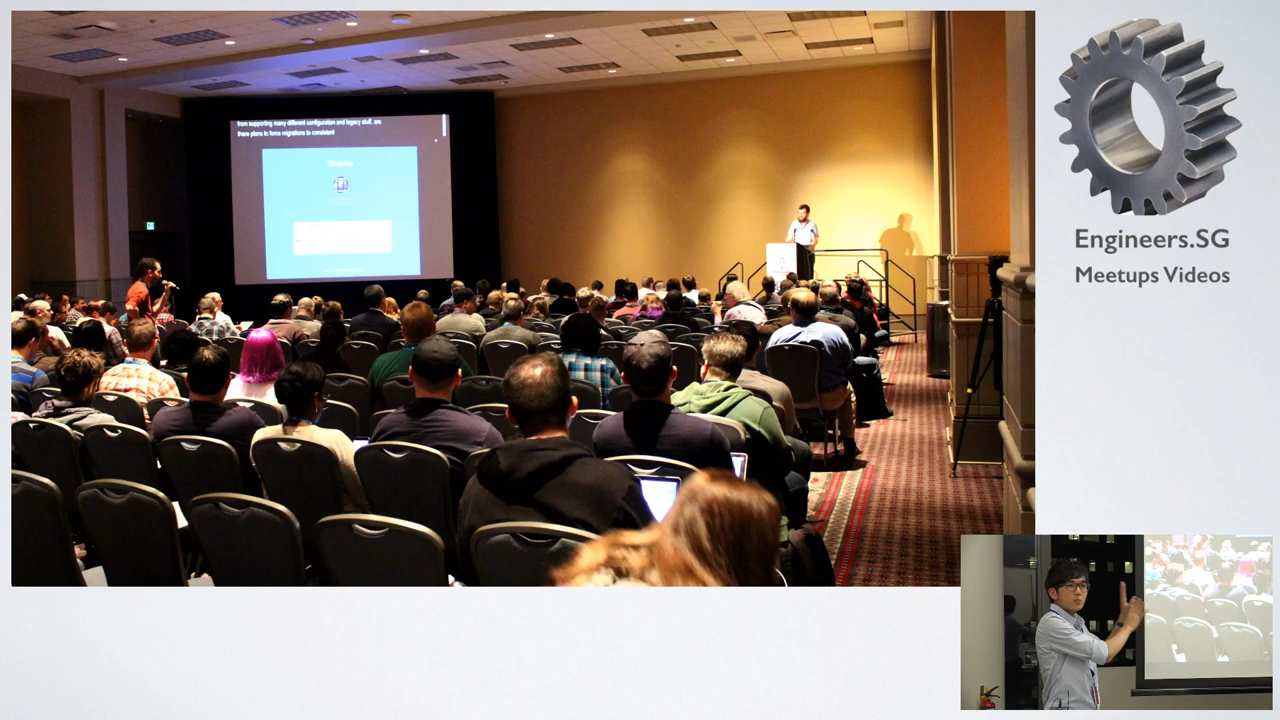 from supporting many different configuration and legacy stuff, are
there plans to force migrations to consistent
Thanks
Engineers.SG
Meetups Videos